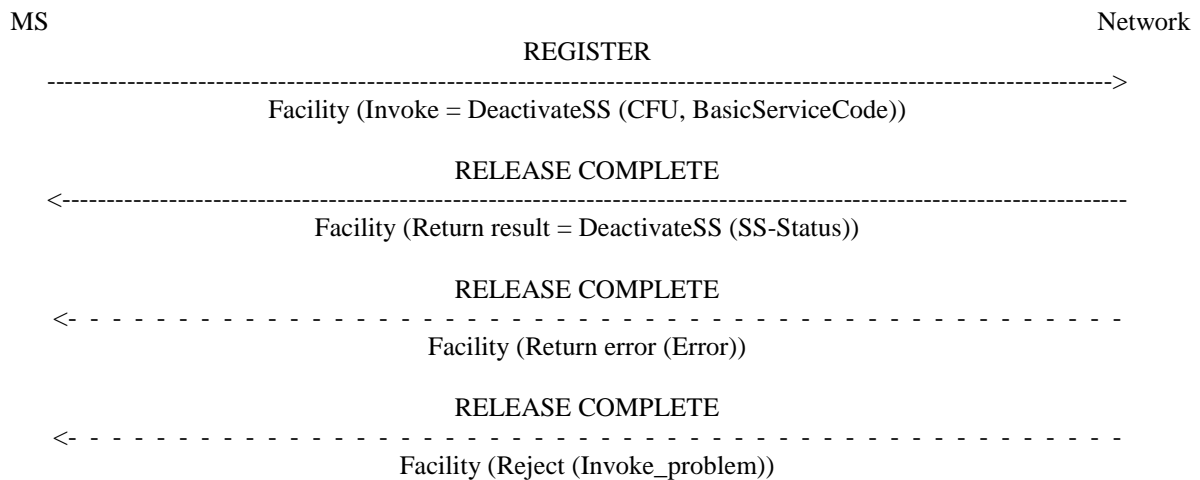 MS Network
REGISTER
Facility (Invoke = DeactivateSS (CFU, BasicServiceCode))
RELEASE COMPLETE
Facility (Return result = DeactivateSS (SS-Status))
RELEASE COMPLETE
Facility (Return error (Error))
RELEASE COMPLETE
Facility (Reject (Invoke_problem))